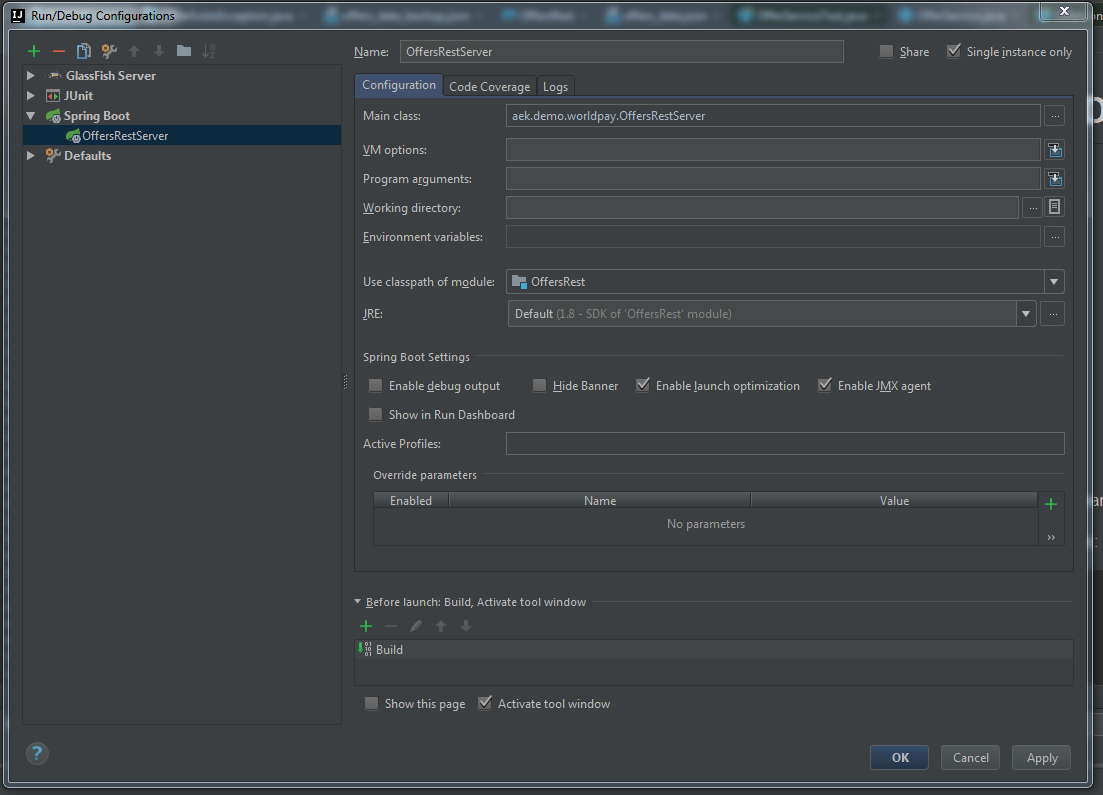 Run/Debug Configurations
Name: OffersRestServer Share Single instance only
GlassFish Server
JUnit
Spring Boot
OffersRestServer
Defaults
Configuration Code Coverage Logs
Main class: aek.demo.worldpay.OffersRestServer ...
VM options:
Program arguments:
Working directory: ...
Environment variables: ...
Use classpath of module: OffersRest
JRE: Default (1.8 - SDK of 'OffersRest' module) ...
Spring Boot Settings
Enable debug output Hide Banner Enable launch optimization Enable JMX agent
Show in Run Dashboard
Active Profiles:
Override parameters
Enabled Name Value
No parameters
Before launch: Build, Activate tool window
Build
Show this page Activate tool window
? OK Cancel Apply